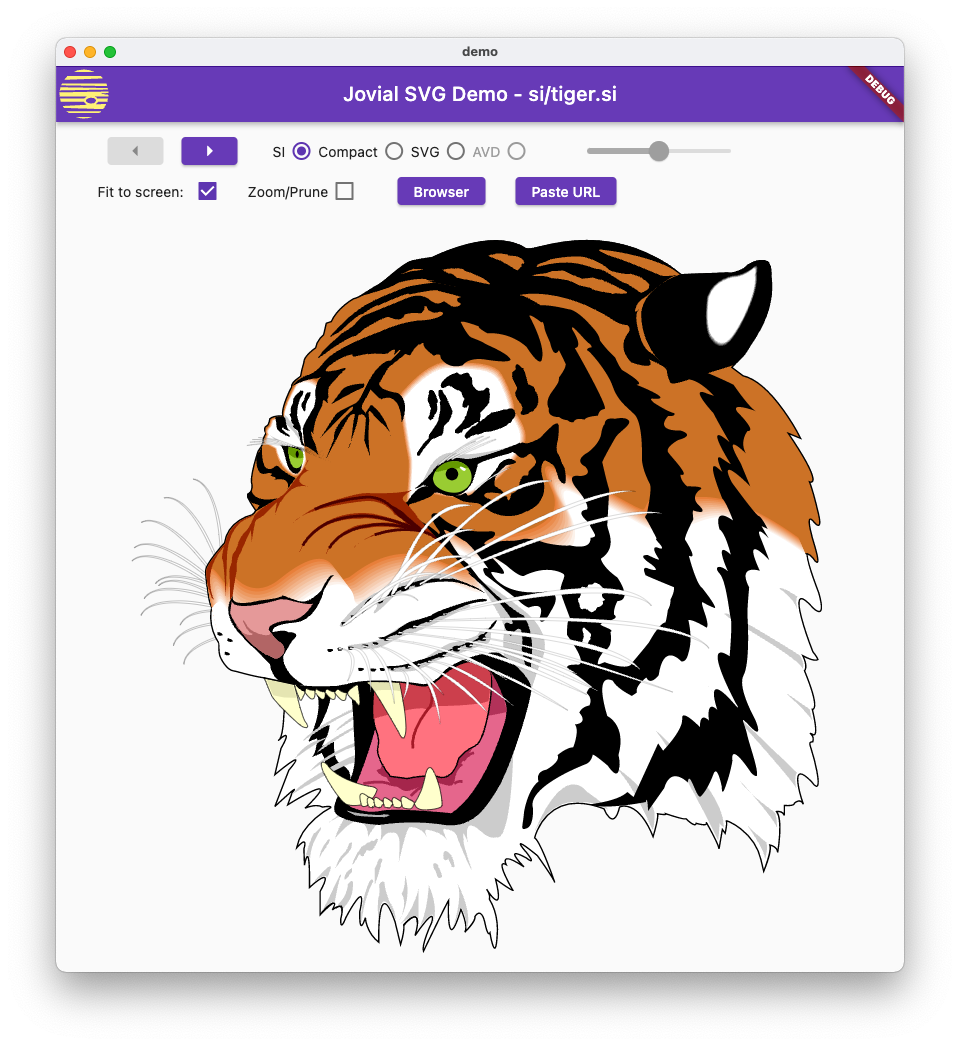 demo
Jovial SVG Demo - si/tiger.si
DEBUG
SI Compact SVG AVD
Fit to screen: Zoom/Prune Browser Paste URL